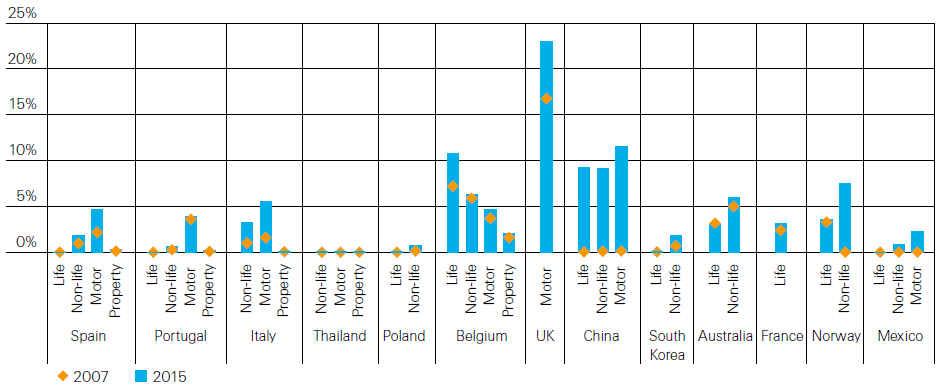 25%
20%
15%
10%
5%
0%
Life
Non-life
Motor
Property
Life
Non-life
Motor
Property
Non-life
Motor
Property
Non-life
Motor
Property
Life
Non-life
Life
Non-life
Motor
Property
Motor
Life
Non-life
Motor
Life
Non-life
Life
Non-life
Life
Life
Non-life
Life
Non-life
Motor
Spain
Portugal
Italy
Thailand
Poland
Belgium
UK
China
South
Korea
Australia
France
Norway
Mexico
2007
2015